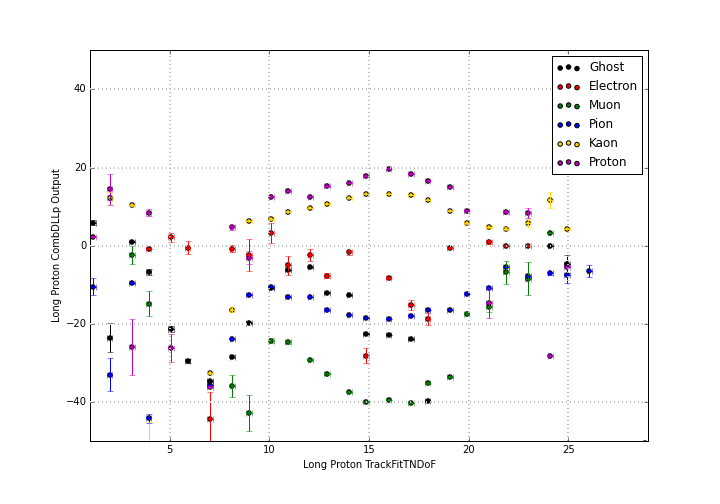 40
20
0
−20
−40
5
10
15
20
25
Long Proton CombDLLp Output
Long Proton TrackFitTNDoF
Ghost
Electron
Muon
Pion
Kaon
Proton